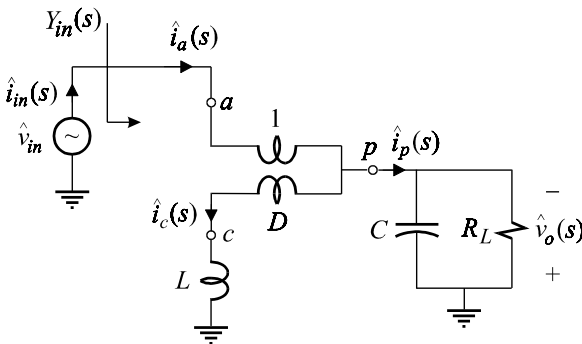 Y_in(s)
î_a(s)
î_in(s)
a
v̂_in
~
1
p
î_p(s)
î_c(s)
D
c
L
C
R_L
−
v̂_o(s)
+